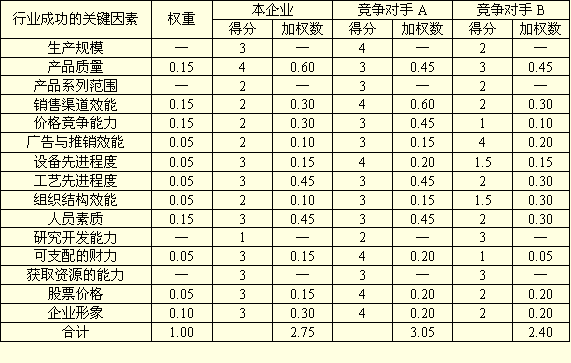 行业成功的关键因素 权重 本企业 竞争对手 A 竞争对手 B
得分 加权数 得分 加权数 得分 加权数
生产规模 — 3 — 4 — 2 —
产品质量 0.15 4 0.60 3 0.45 3 0.45
产品系列范围 — 2 — 3 — 2 —
销售渠道效能 0.15 2 0.30 4 0.60 2 0.30
价格竞争能力 0.15 2 0.30 3 0.45 1 0.10
广告与推销效能 0.05 2 0.10 3 0.15 4 0.20
设备先进程度 0.05 3 0.15 4 0.20 1.5 0.15
工艺先进程度 0.05 3 0.45 3 0.45 2 0.30
组织结构效能 0.05 2 0.10 3 0.15 1.5 0.30
人员素质 0.15 3 0.45 3 0.45 2 0.30
研究开发能力 — 1 — 2 — 3 —
可支配的财力 0.05 3 0.15 4 0.20 1 0.05
获取资源的能力 — 3 — 3 — 3 —
股票价格 0.05 3 0.15 4 0.20 2 0.20
企业形象 0.10 3 0.30 4 0.20 2 0.20
合计 1.00 2.75 3.05 2.40